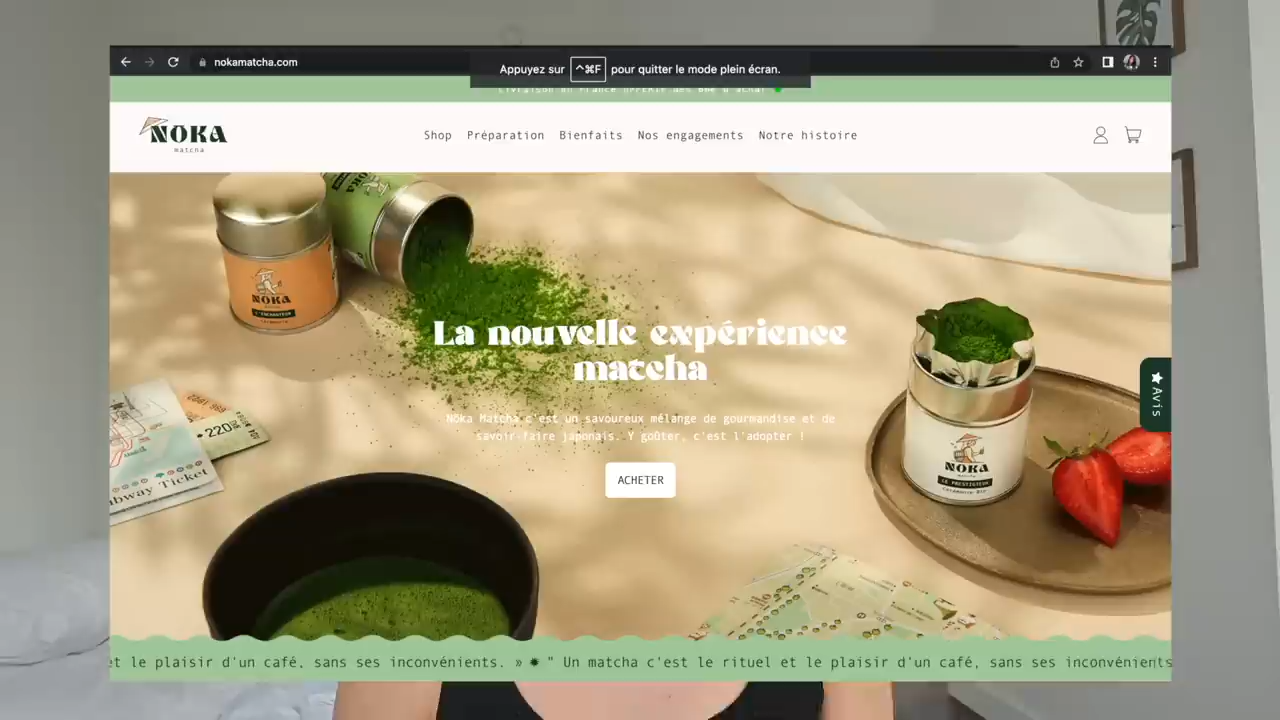 nokamatcha.com
Appuyez sur ^⌘F pour quitter le mode plein écran.
NOKA
matcha
Shop Préparation Bienfaits Nos engagements Notre histoire
NOKA
NOKA
L'ENCHANTEUR
La nouvelle expérience
matcha
NOka Matcha c'est un savoureux mélange de gourmandise et de
savoir-faire japonais. Y goûter, c'est l'adopter !
ACHETER
Avis
220
Ticket
NOKA
matcha
LE PRESTIGIEUX
t le plaisir d'un café, sans ses inconvénients. » ✹ " Un matcha c'est le rituel et le plaisir d'un café, sans ses inconvénients